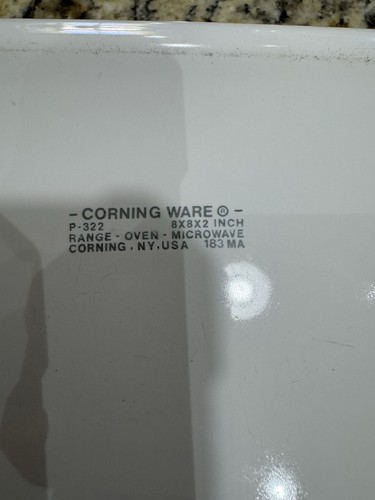 - CORNING WARE ® -
P-322 8X8X2 INCH
RANGE - OVEN - MICROWAVE
CORNING, NY, USA 183 MA